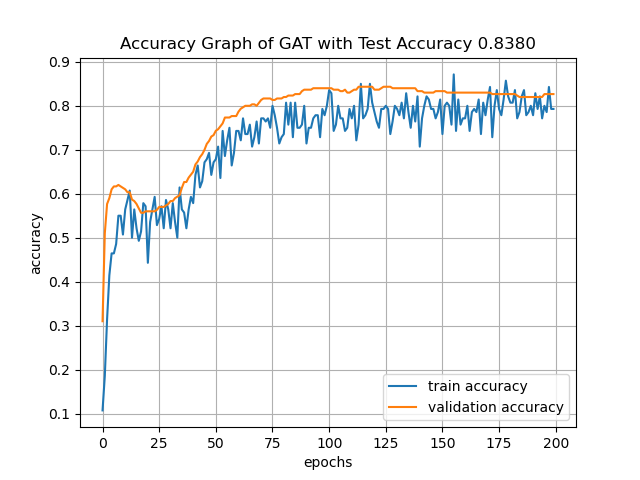 Accuracy Graph of GAT with Test Accuracy 0.8380
0.9
0.8
0.7
0.6
0.5
0.4
0.3
0.2
0.1
accuracy
train accuracy
validation accuracy
0 25 50 75 100 125 150 175 200
epochs